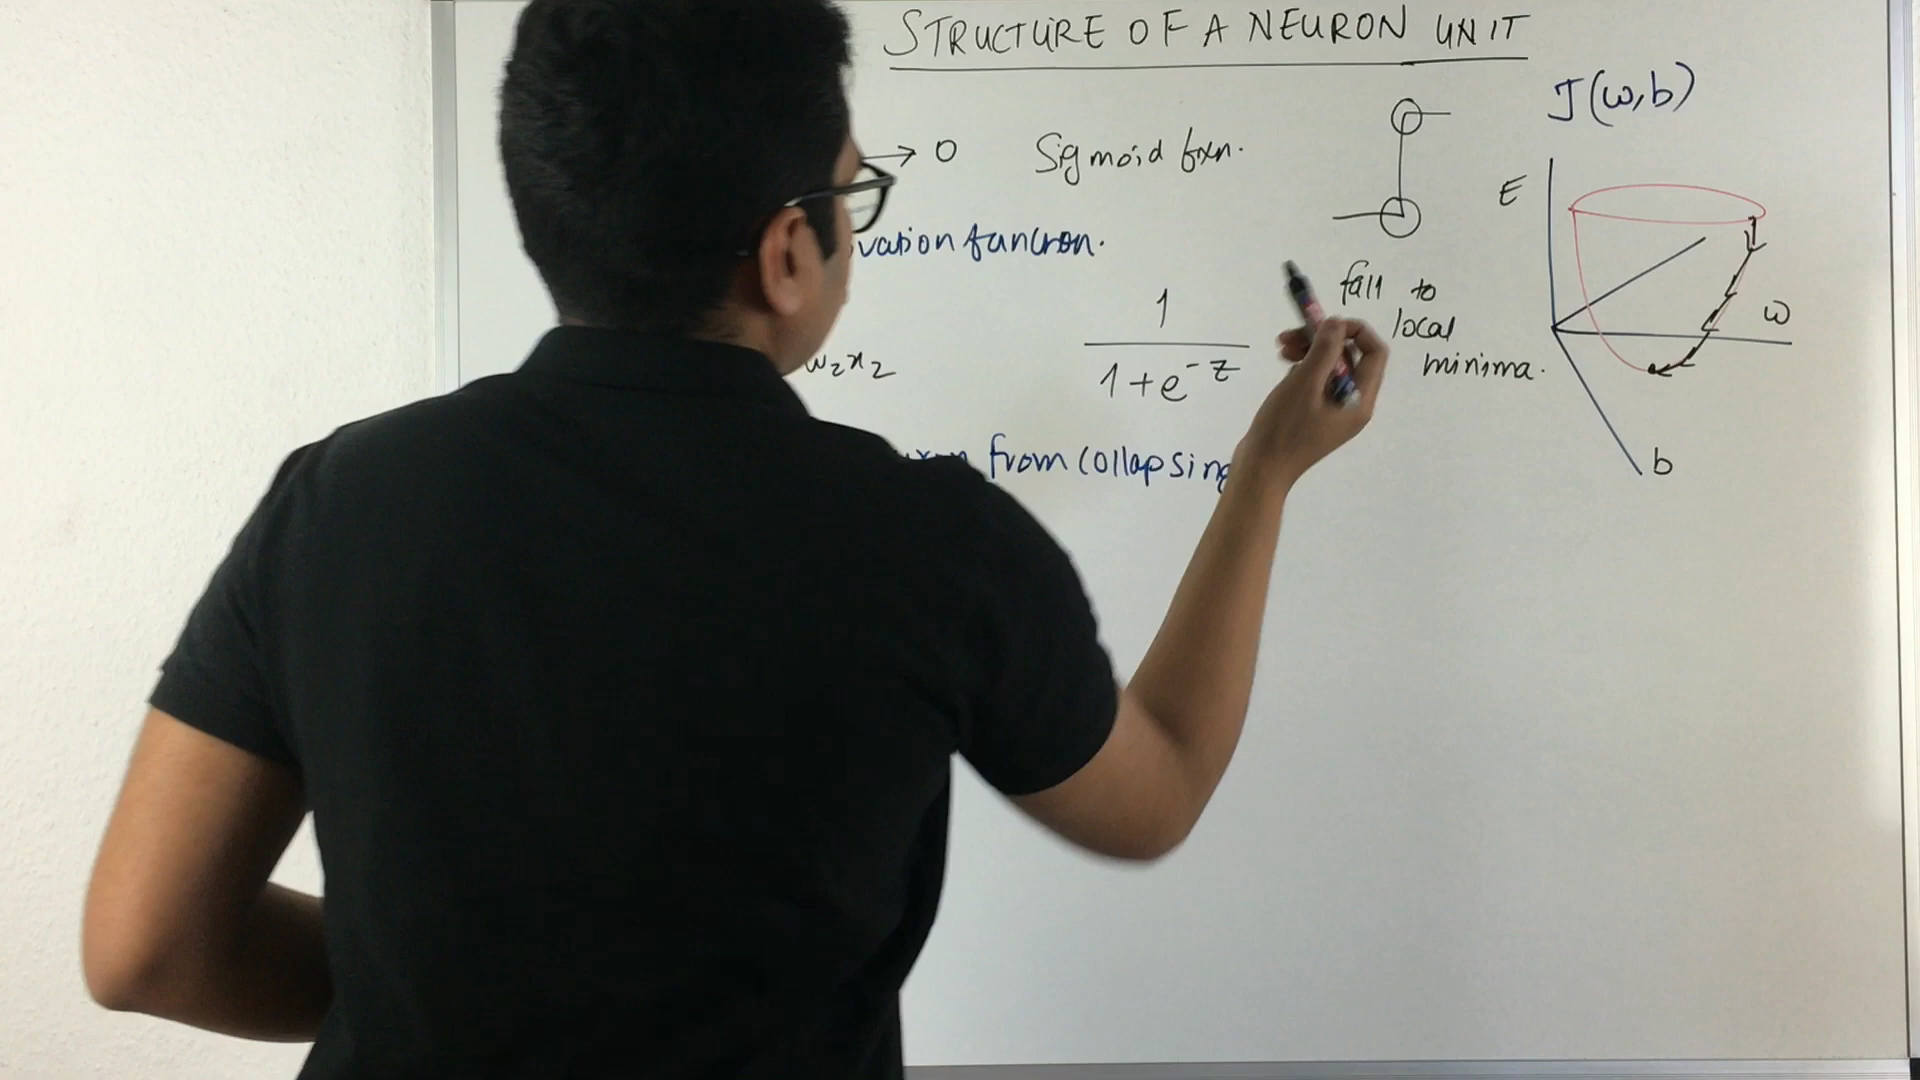 STRUCTURE OF A NEURON UNIT
J(w,b)
→ 0 Sigmoid fxn.
E
vation function.
fall to
local
minima.
w
1
1+e^-z
w₂x₂
from collapsing
b